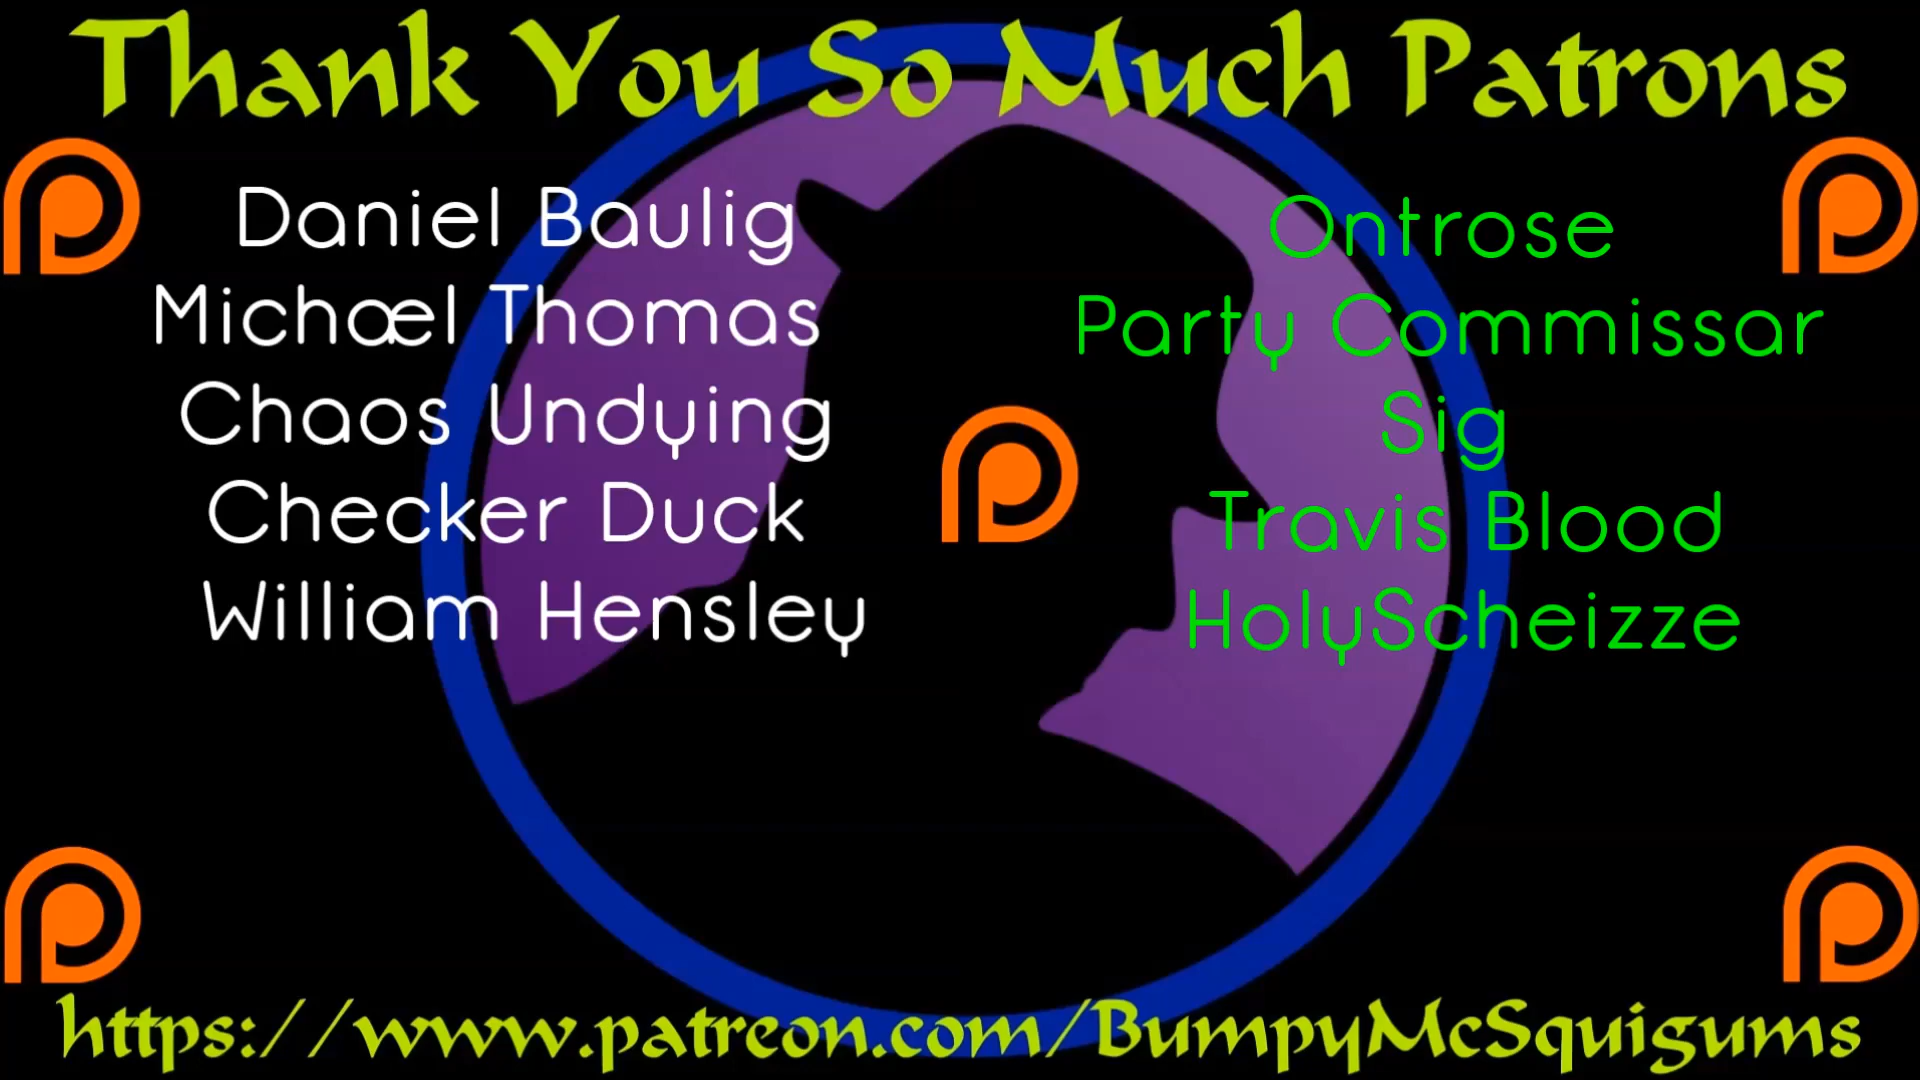 Thank You So Much Patrons
Daniel Baulig
Michael Thomas
Chaos Undying
Checker Duck
William Hensley
Ontrose
Party Commissar
Sig
Travis Blood
HolyScheizze
https://www.patreon.com/BumpyMcSquigums